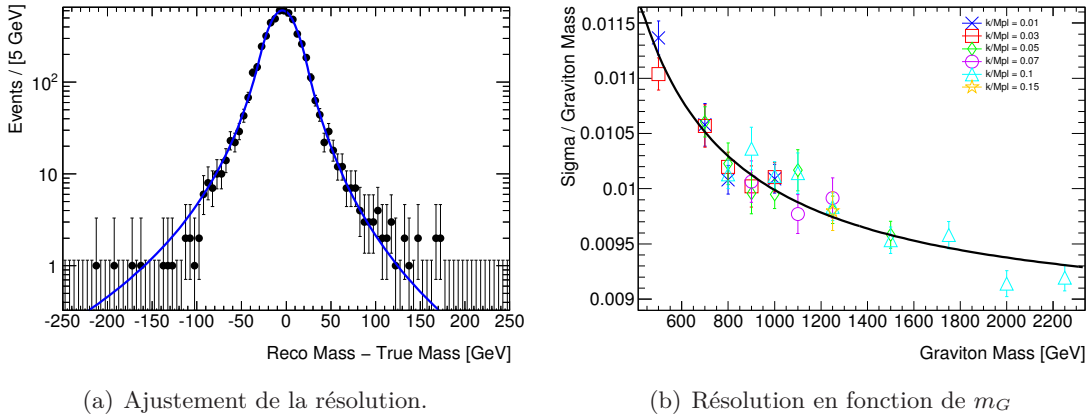 Events / [5 GeV]
10²
10
1
-250 -200 -150 -100 -50 0 50 100 150 200 250
Reco Mass – True Mass [GeV]
(a) Ajustement de la résolution.
Sigma / Graviton Mass
0.0115
0.011
0.0105
0.01
0.0095
0.009
k/Mpl = 0.01
k/Mpl = 0.03
k/Mpl = 0.05
k/Mpl = 0.07
k/Mpl = 0.1
k/Mpl = 0.15
600 800 1000 1200 1400 1600 1800 2000 2200
Graviton Mass [GeV]
(b) Résolution en fonction de m_G